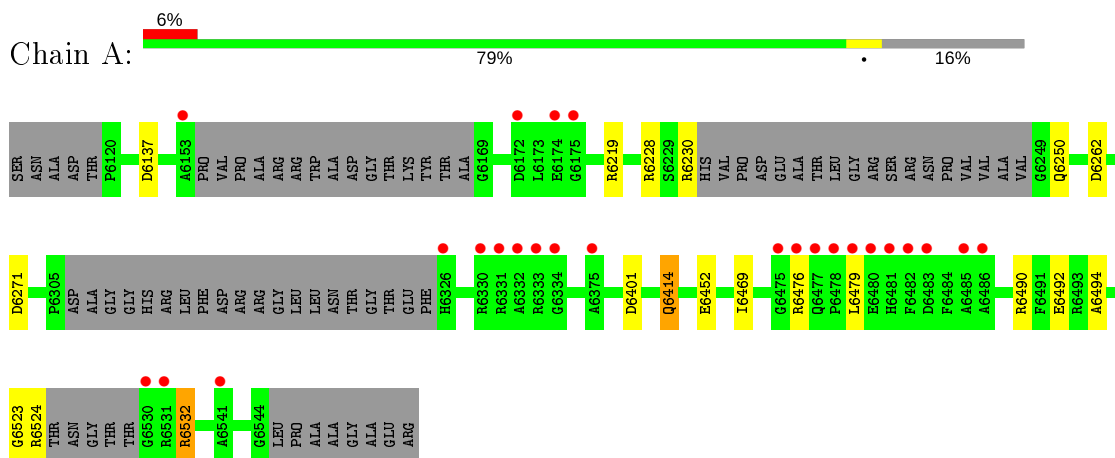 6%
Chain A:
79% • 16%
SER ASN ALA ASP THR P6120 D6137 A6153 PRO VAL PRO ALA ARG ARG TRP ALA ASP GLY THR LYS TYR THR ALA G6169 D6172 L6173 E6174 G6175 R6219 R6228 S6229 R6230 HIS VAL PRO ASP GLU ALA THR LEU GLY ARG SER ARG ASN PRO VAL VAL ALA VAL G6249 Q6250 D6262
D6271 P6305 ASP ALA GLY GLY HIS ARG LEU PHE ASP ARG ARG GLY LEU LEU ASN THR GLY THR GLU PHE H6326 R6330 R6331 A6332 R6333 G6334 A6375 D6401 Q6414 E6452 I6469 G6475 R6476 Q6477 P6478 L6479 E6480 H6481 F6482 D6483 F6484 A6485 A6486 R6490 F6491 E6492 R6493 A6494
G6523 R6524 THR ASN GLY THR THR G6530 R6531 R6532 A6541 G6544 LEU PRO ALA ALA GLY ALA GLU ARG